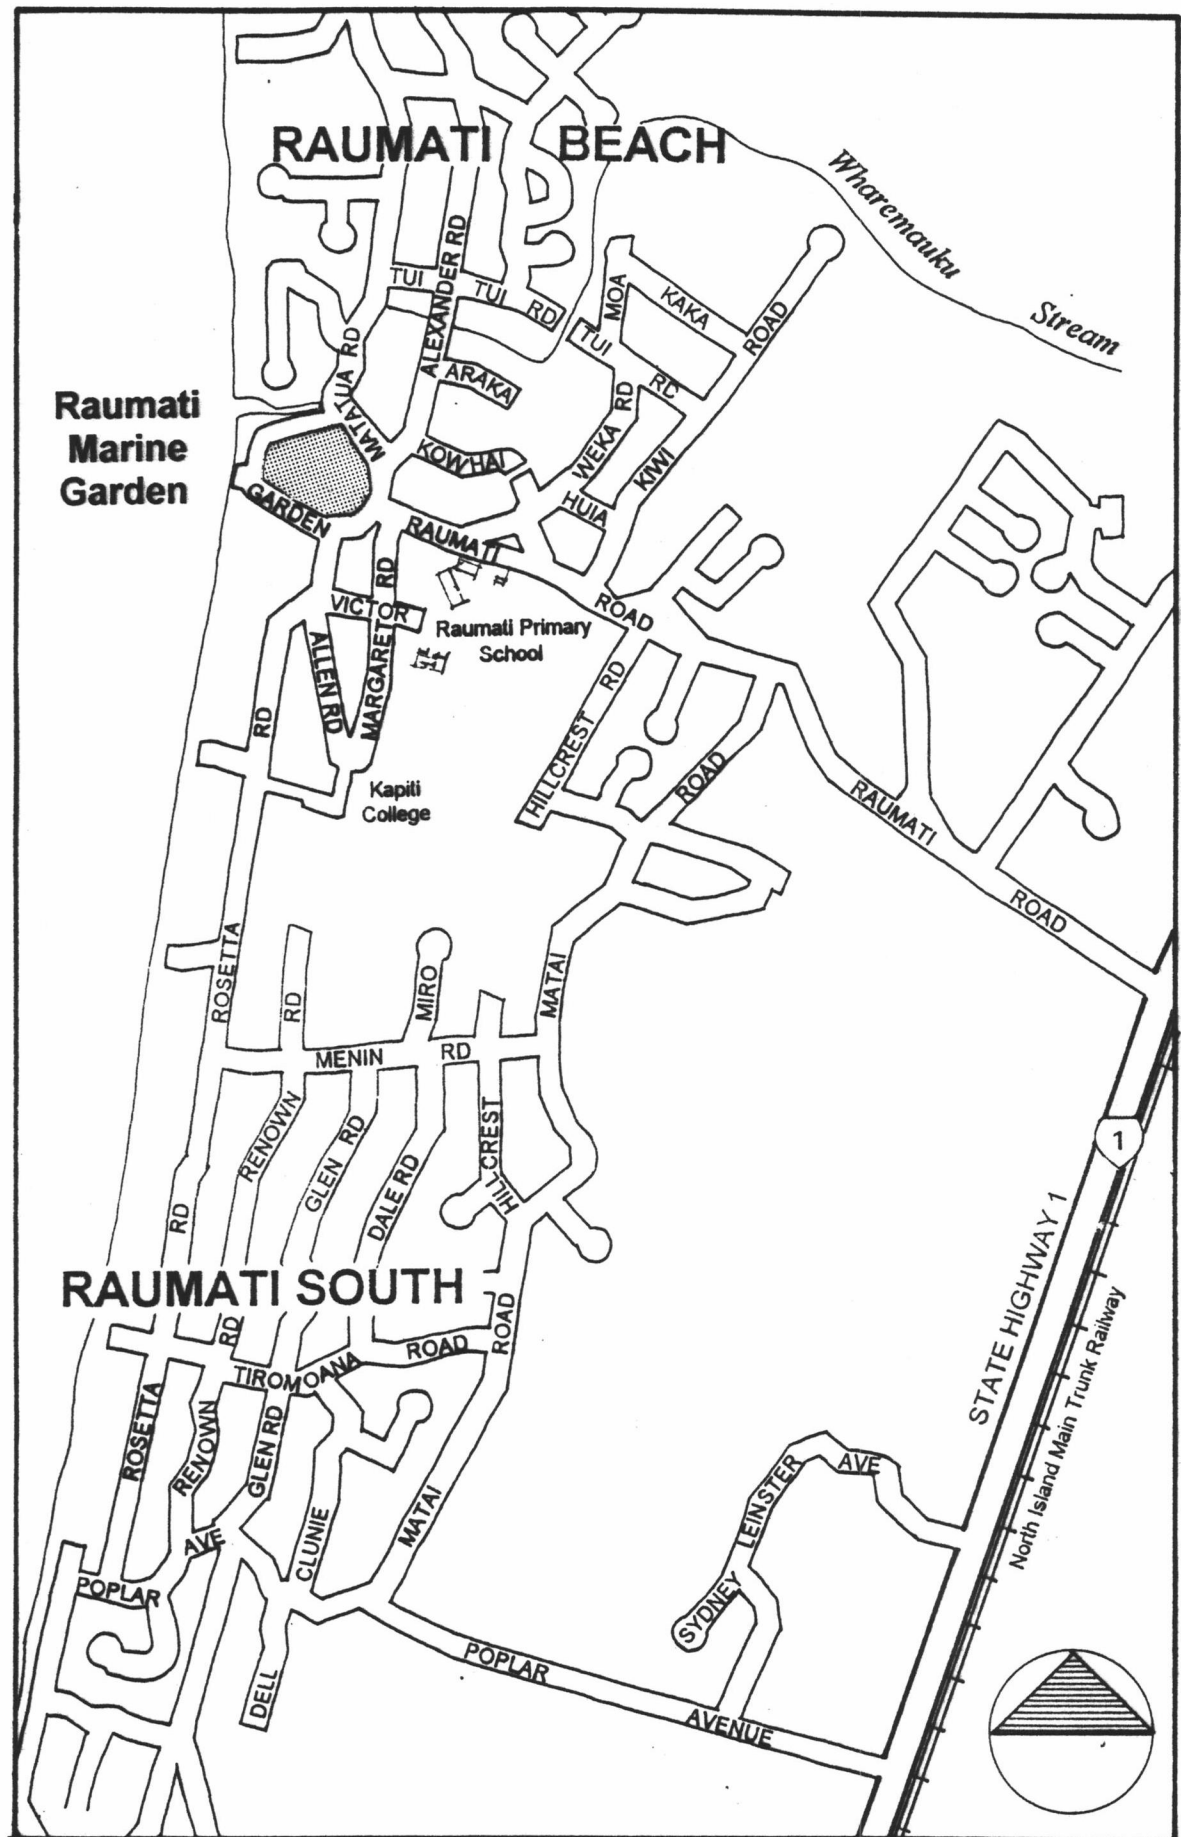 RAUMATI BEACH
Wharemauku
Stream
TUI
ALEXANDER RD
TUI RD
MOA
KAKA
ROAD
TUI RD
MATATUA RD
ARAKA
WEKA RD
KIWI
KOWHAI
HUIA
Raumati
Marine
Garden
GARDEN
RAUMATI
ROAD
VICTOR
MARGARET RD
ALLEN RD
Raumati Primary
School
RD
Kapiti
College
HILLCREST RD
ROAD
RAUMATI
ROAD
ROSETTA
RD
MIRO
MATAI
MENIN RD
RENOWN
GLEN RD
DALE RD
HILLCREST
1
RD
STATE HIGHWAY 1
North Island Main Trunk Railway
RAUMATI SOUTH
RD
ROAD
ROAD
TIROMOANA
ROSETTA
RENOWN
GLEN RD
CLUNIE
MATAI
LEINSTER
AVE
AVE
POPLAR
SYDNEY
DELL
POPLAR
AVENUE